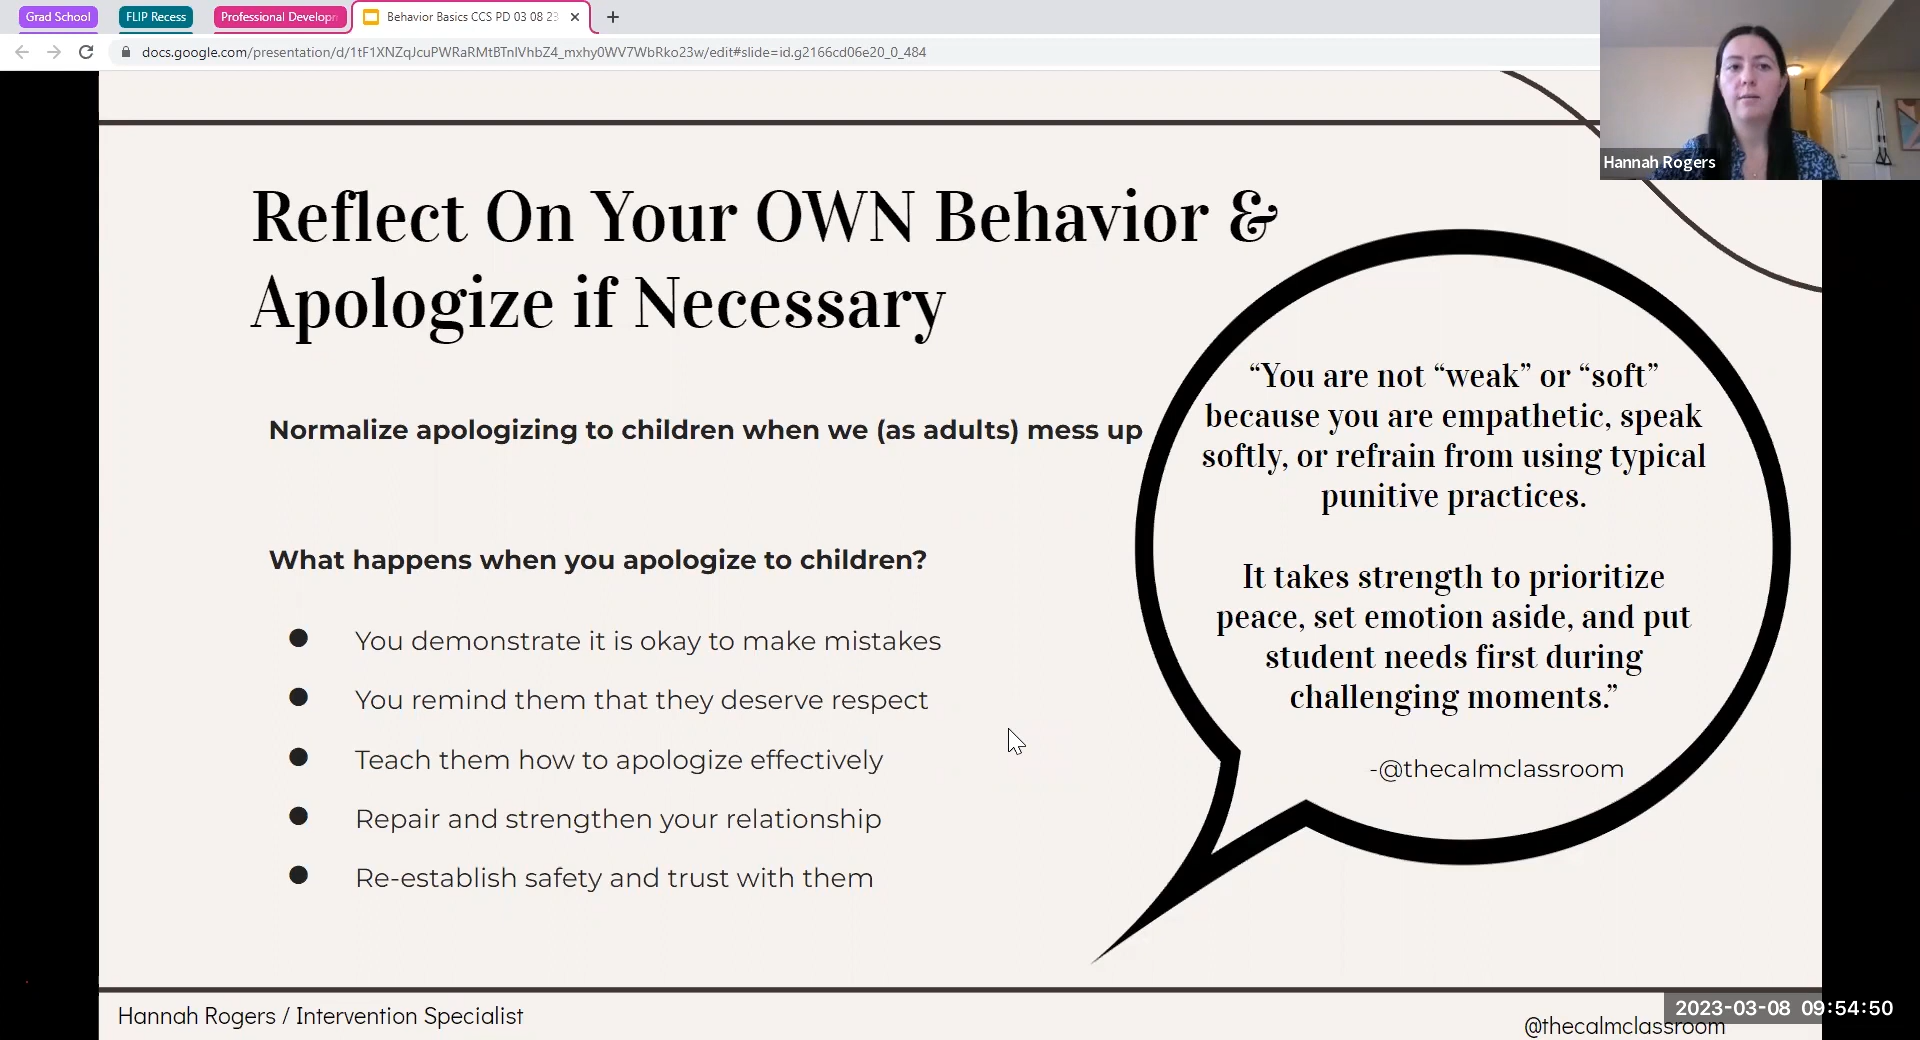 Grad School
FLIP Recess
Professional Developm
Behavior Basics CCS PD 03 08 23
docs.google.com/presentation/d/1tF1XNZqJcuPWRaRMtBTnIVhbZ4_mxhy0WV7WbRko23w/edit#slide=id.g2166cd06e20_0_484
Hannah Rogers
Reflect On Your OWN Behavior &
Apologize if Necessary
Normalize apologizing to children when we (as adults) mess up
What happens when you apologize to children?
● You demonstrate it is okay to make mistakes
● You remind them that they deserve respect
● Teach them how to apologize effectively
● Repair and strengthen your relationship
● Re-establish safety and trust with them
“You are not “weak” or “soft”
because you are empathetic, speak
softly, or refrain from using typical
punitive practices.
It takes strength to prioritize
peace, set emotion aside, and put
student needs first during
challenging moments.”
-@thecalmclassroom
Hannah Rogers / Intervention Specialist
2023-03-08 09:54:50
@thecalmclassroom